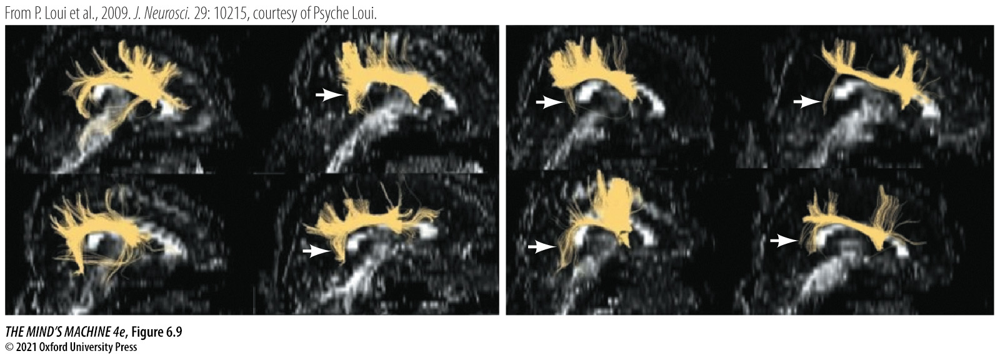 From P. Loui et al., 2009. J. Neurosci. 29: 10215, courtesy of Psyche Loui.
THE MIND'S MACHINE 4e, Figure 6.9
© 2021 Oxford University Press